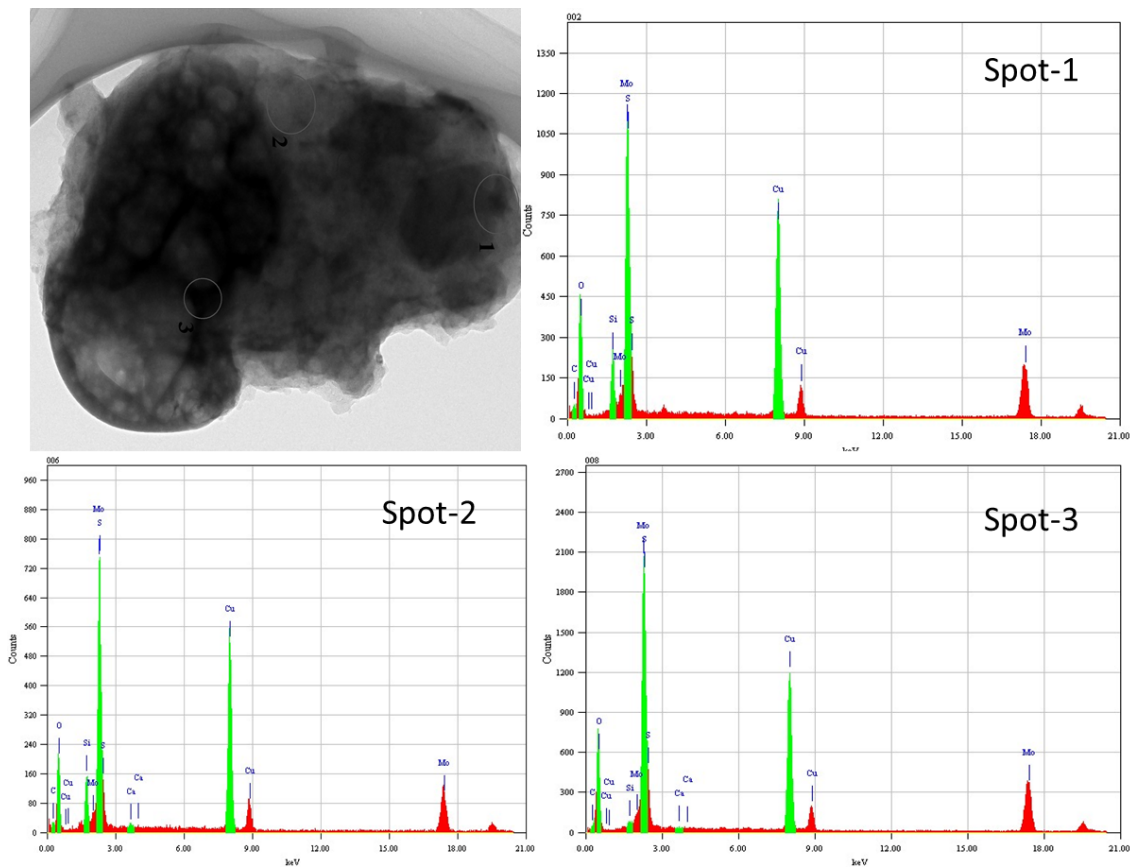 2
1
3
002
Spot-1
Counts
1350
1200
1050
900
750
600
450
300
150
0
Mo
S
O
Si
S
Mo
C
Cu
Cu
Cu
Cu
Mo
0.00 3.00 6.00 9.00 12.00 15.00 18.00 21.00
keV
006
Spot-2
Counts
960
880
800
720
640
560
480
400
320
240
160
80
0
Mo
S
O
Si
S
C
Cu
Cu
Mo
Ca
Ca
Cu
Cu
Mo
0.00 3.00 6.00 9.00 12.00 15.00 18.00 21.00
keV
008
Spot-3
Counts
2700
2400
2100
1800
1500
1200
900
600
300
0
Mo
S
O
S
Mo
Si
C
Cu
Cu
Ca
Ca
Cu
Cu
Mo
0.00 3.00 6.00 9.00 12.00 15.00 18.00 21.00
keV